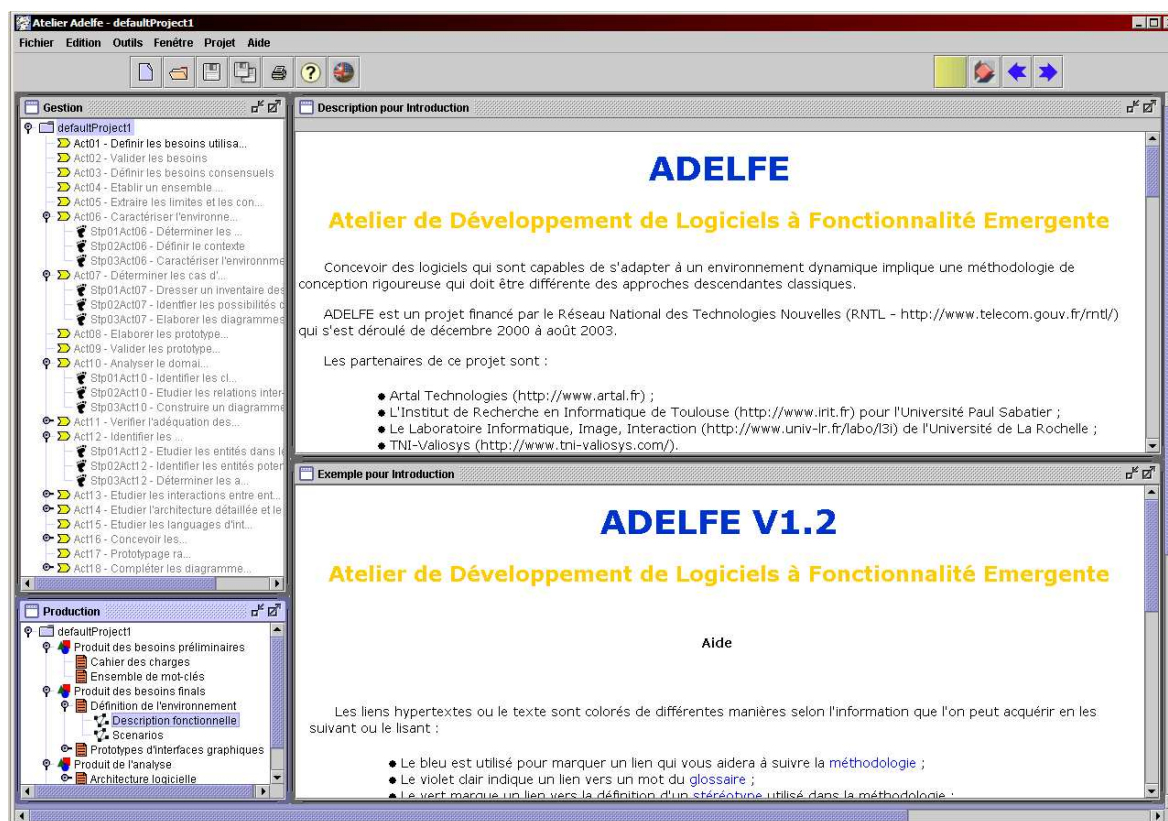 Atelier Adelfe - defaultProject1
Fichier Edition Outils Fenêtre Projet Aide
Gestion
defaultProject1
Act01 - Definir les besoins utilisa...
Act02 - Valider les besoins
Act03 - Définir les besoins consensuels
Act04 - Etablir un ensemble ...
Act05 - Extraire les limites et les con...
Act06 - Caractériser l'environne...
Stp01Act06 - Déterminer les ...
Stp02Act06 - Définir le contexte
Stp03Act06 - Caractériser l'environnme
Act07 - Déterminer les cas d'...
Stp01Act07 - Dresser un inventaire des
Stp02Act07 - Identfier les possibilités c
Stp03Act07 - Elaborer les diagrammes
Act08 - Elaborer les prototype...
Act09 - Valider les prototype...
Act10 - Analyser le domai...
Stp01Act10 - Identifier les cl...
Stp02Act10 - Etudier les relations inter-
Stp03Act10 - Construire un diagramme
Act11 - Verifier l'adéquation des...
Act12 - Identifier les ...
Stp01Act12 - Etudier les entités dans l
Stp02Act12 - Identifier les entités poter
Stp03Act12 - Déterminer les a...
Act13 - Etudier les interactions entre ent...
Act14 - Etudier l'architecture détaillée et le
Act15 - Etudier les languages d'int...
Act16 - Concevoir les...
Act17 - Prototypage ra...
Act18 - Compléter les diagramme...
Production
defaultProject1
Produit des besoins préliminaires
Cahier des charges
Ensemble de mot-clés
Produit des besoins finals
Définition de l'environnement
Description fonctionnelle
Scenarios
Prototypes d'interfaces graphiques
Produit de l'analyse
Architecture logicielle
Description pour Introduction
ADELFE
Atelier de Développement de Logiciels à Fonctionnalité Emergente
Concevoir des logiciels qui sont capables de s'adapter à un environnement dynamique implique une méthodologie de
conception rigoureuse qui doit être différente des approches descendantes classiques.
ADELFE est un projet financé par le Réseau National des Technologies Nouvelles (RNTL - http://www.telecom.gouv.fr/rntl/)
qui s'est déroulé de décembre 2000 à août 2003.
Les partenaires de ce projet sont :
● Artal Technologies (http://www.artal.fr) ;
● L'Institut de Recherche en Informatique de Toulouse (http://www.irit.fr) pour l'Université Paul Sabatier ;
● Le Laboratoire Informatique, Image, Interaction (http://www.univ-lr.fr/labo/l3i) de l'Université de La Rochelle ;
● TNI-Valiosys (http://www.tni-valiosys.com/).
Exemple pour Introduction
ADELFE V1.2
Atelier de Développement de Logiciels à Fonctionnalité Emergente
Aide
Les liens hypertextes ou le texte sont colorés de différentes manières selon l'information que l'on peut acquérir en les
suivant ou le lisant :
● Le bleu est utilisé pour marquer un lien qui vous aidera à suivre la méthodologie ;
● Le violet clair indique un lien vers un mot du glossaire ;
● Le vert marque un lien vers la définition d'un stéréotype utilisé dans la méthodologie ;